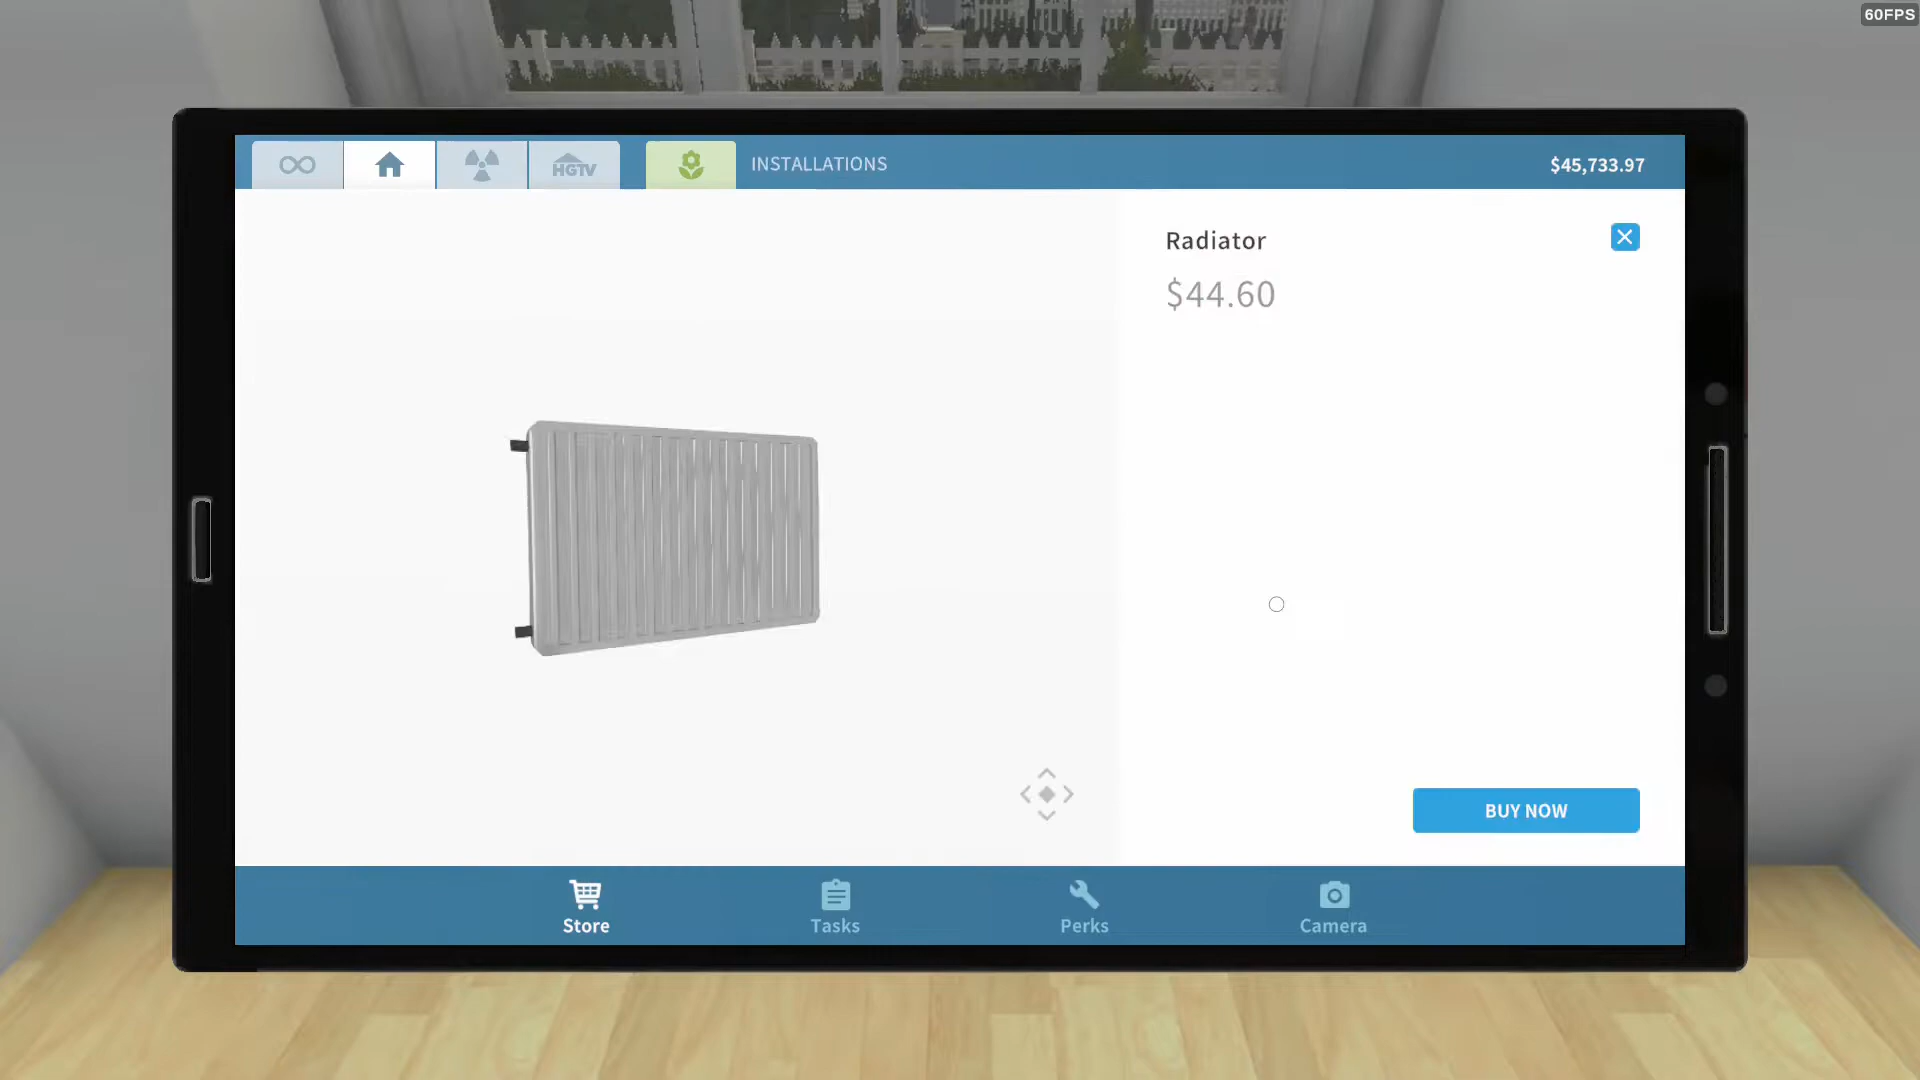 60FPS
HGTV
INSTALLATIONS
$45,733.97
Radiator
$44.60
BUY NOW
Store
Tasks
Perks
Camera